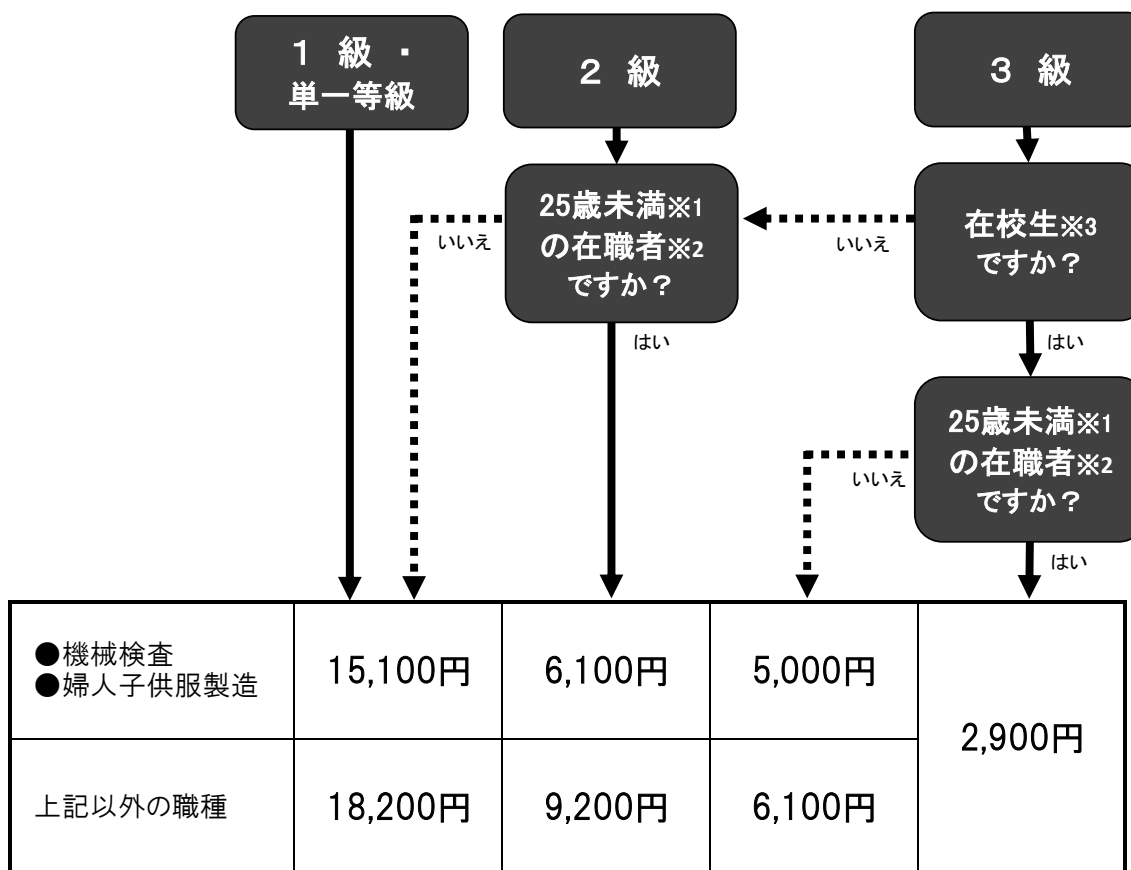 １ 級 ・
単一等級
２ 級
３ 級
25歳未満※1
の在職者※2
ですか？
在校生※3
ですか？
いいえ
いいえ
はい
はい
25歳未満※1
の在職者※2
ですか？
いいえ
はい
●機械検査
●婦人子供服製造
15,100円
6,100円
5,000円
2,900円
上記以外の職種
18,200円
9,200円
6,100円